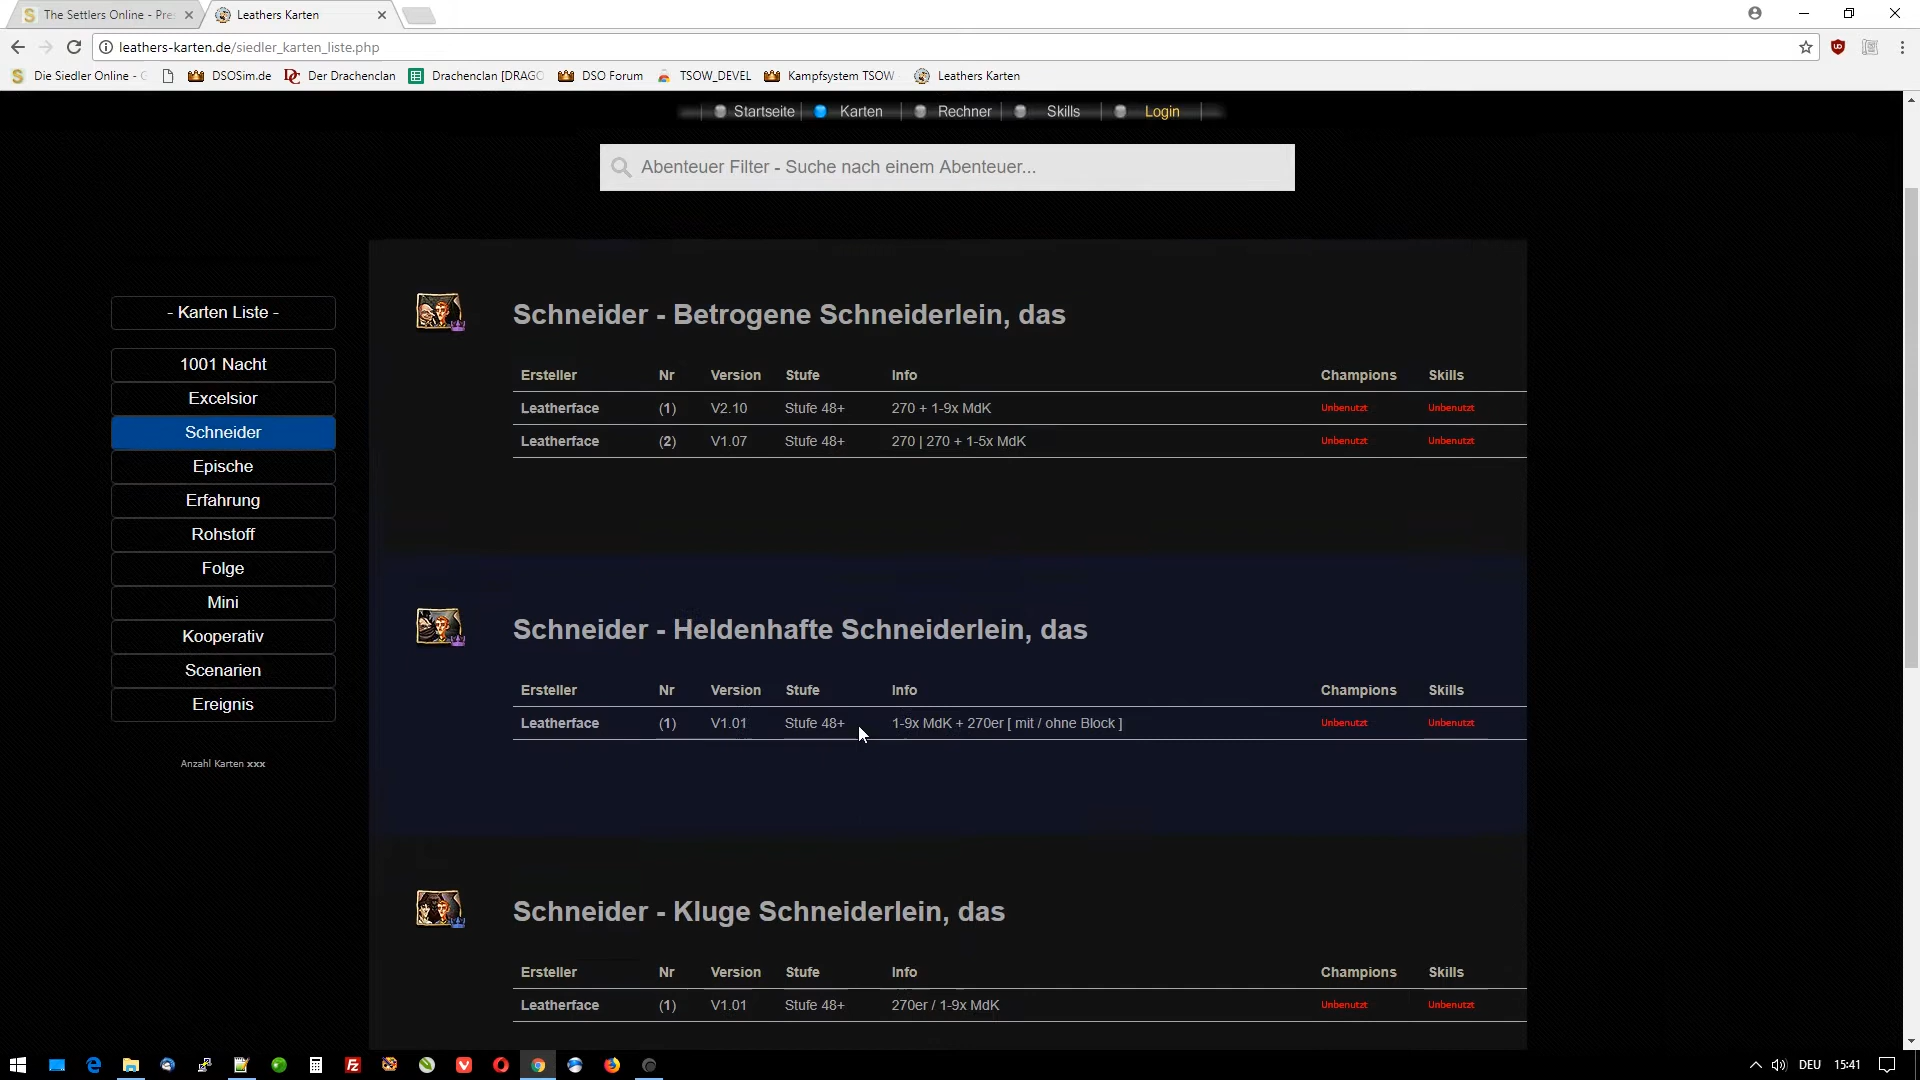 The Settlers Online - Pre
Leathers Karten
leathers-karten.de/siedler_karten_liste.php
Die Siedler Online -
DSOSim.de
Der Drachenclan
Drachenclan [DRAGO
DSO Forum
TSOW_DEVEL
Kampfsystem TSOW
Leathers Karten
Startseite
Karten
Rechner
Skills
Login
Abenteuer Filter - Suche nach einem Abenteuer...
- Karten Liste -
1001 Nacht
Excelsior
Schneider
Epische
Erfahrung
Rohstoff
Folge
Mini
Kooperativ
Scenarien
Ereignis
Anzahl Karten xxx
Schneider - Betrogene Schneiderlein, das
Ersteller Nr Version Stufe Info Champions Skills
Leatherface (1) V2.10 Stufe 48+ 270 + 1-9x MdK Unbenutzt Unbenutzt
Leatherface (2) V1.07 Stufe 48+ 270 | 270 + 1-5x MdK Unbenutzt Unbenutzt
Schneider - Heldenhafte Schneiderlein, das
Ersteller Nr Version Stufe Info Champions Skills
Leatherface (1) V1.01 Stufe 48+ 1-9x MdK + 270er [ mit / ohne Block ] Unbenutzt Unbenutzt
Schneider - Kluge Schneiderlein, das
Ersteller Nr Version Stufe Info Champions Skills
Leatherface (1) V1.01 Stufe 48+ 270er / 1-9x MdK Unbenutzt Unbenutzt
DEU 15:41